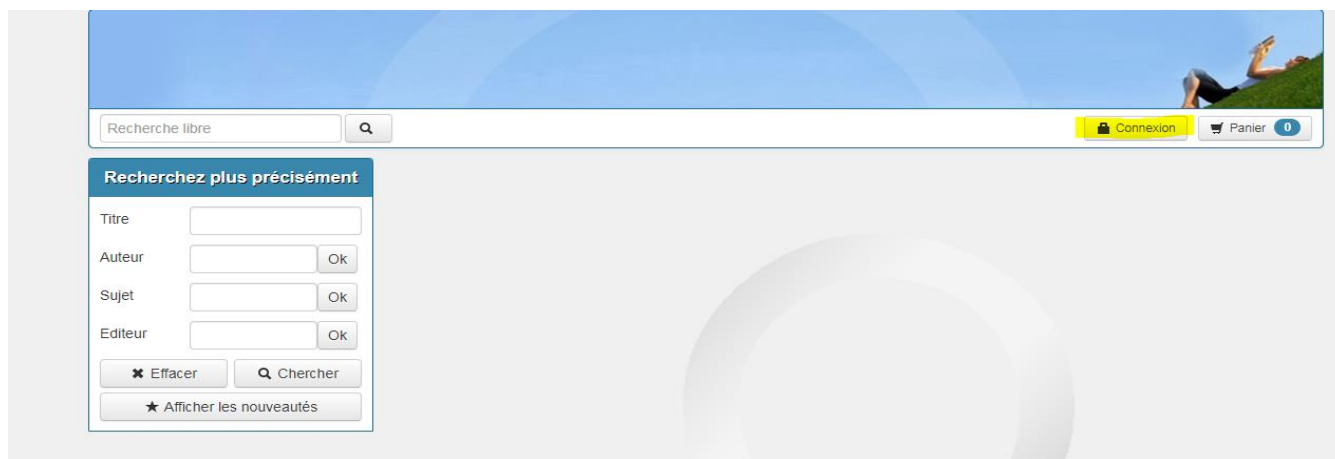 Recherche libre
Connexion
Panier 0
Recherchez plus précisément
Titre
Auteur Ok
Sujet Ok
Editeur Ok
Effacer Chercher
Afficher les nouveautés